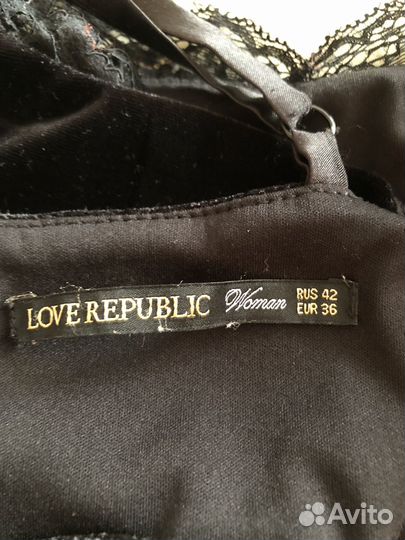 LOVE REPUBLIC Woman RUS 42
EUR 36
Avito